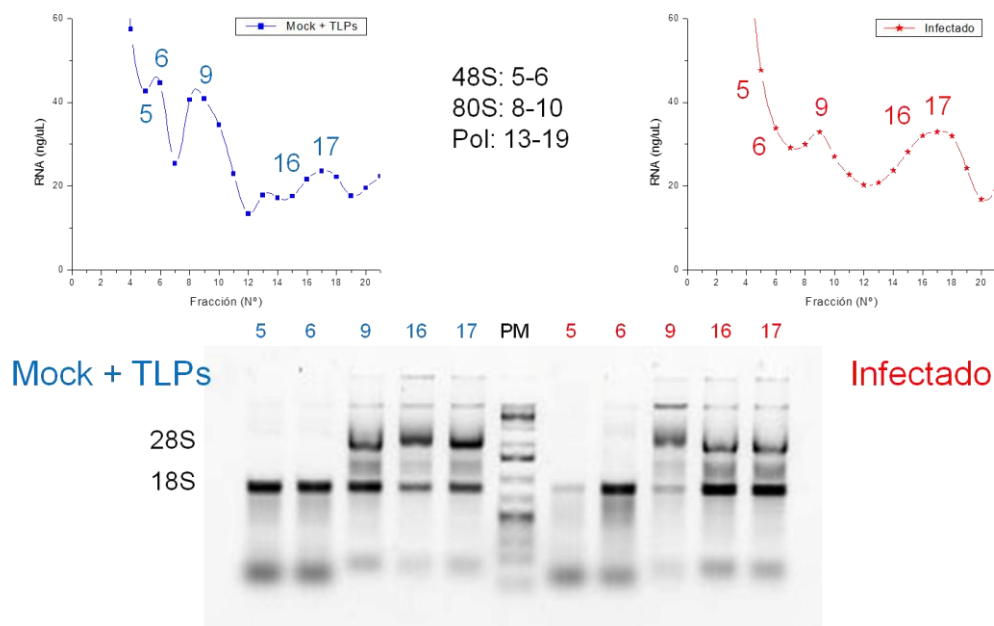 Mock + TLPs
60
40
20
0
RNA (ng/uL)
0 2 4 6 8 10 12 14 16 18 20
Fracción (Nº)
5
6
9
16
17
48S: 5-6
80S: 8-10
Pol: 13-19
Infectado
60
40
20
0
RNA (ng/uL)
0 2 4 6 8 10 12 14 16 18 20
Fracción (Nº)
5
6
9
16
17
5 6 9 16 17 PM 5 6 9 16 17
Mock + TLPs
Infectado
28S
18S